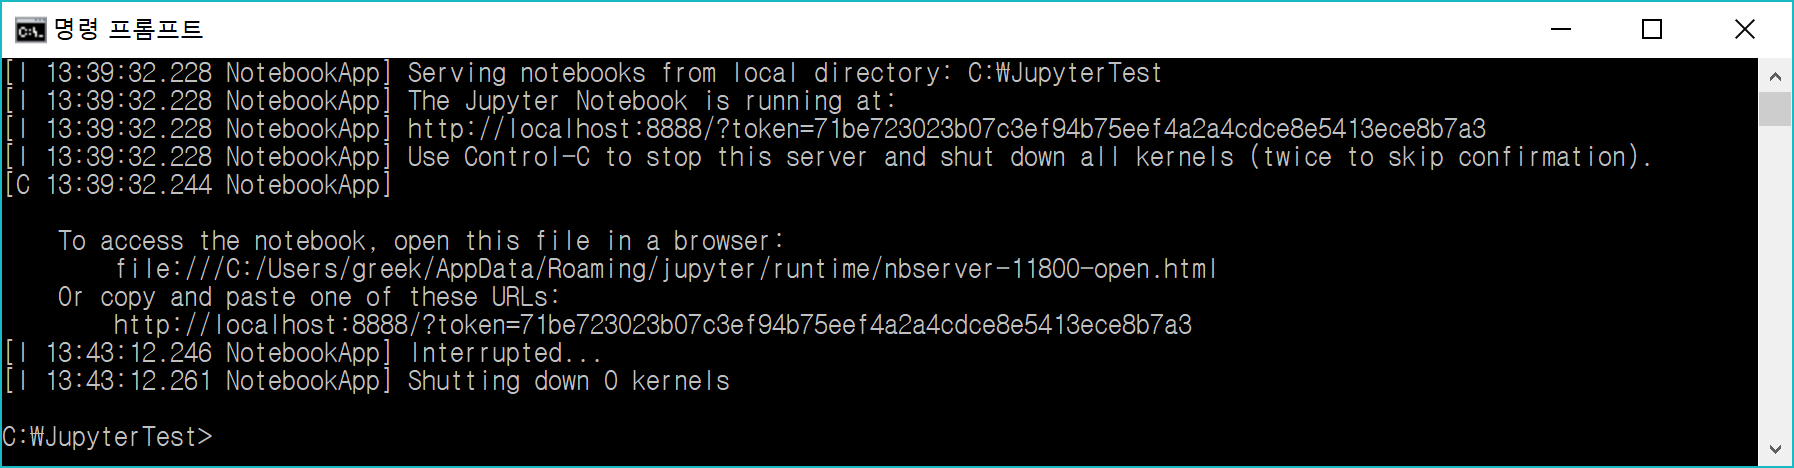 명령 프롬프트
[I 13:39:32.228 NotebookApp] Serving notebooks from local directory: C:\JupyterTest
[I 13:39:32.228 NotebookApp] The Jupyter Notebook is running at:
[I 13:39:32.228 NotebookApp] http://localhost:8888/?token=71be723023b07c3ef94b75eef4a2a4cdce8e5413ece8b7a3
[I 13:39:32.228 NotebookApp] Use Control-C to stop this server and shut down all kernels (twice to skip confirmation).
[C 13:39:32.244 NotebookApp]
To access the notebook, open this file in a browser:
file:///C:/Users/greek/AppData/Roaming/jupyter/runtime/nbserver-11800-open.html
Or copy and paste one of these URLs:
http://localhost:8888/?token=71be723023b07c3ef94b75eef4a2a4cdce8e5413ece8b7a3
[I 13:43:12.246 NotebookApp] Interrupted...
[I 13:43:12.261 NotebookApp] Shutting down 0 kernels
C:₩JupyterTest>